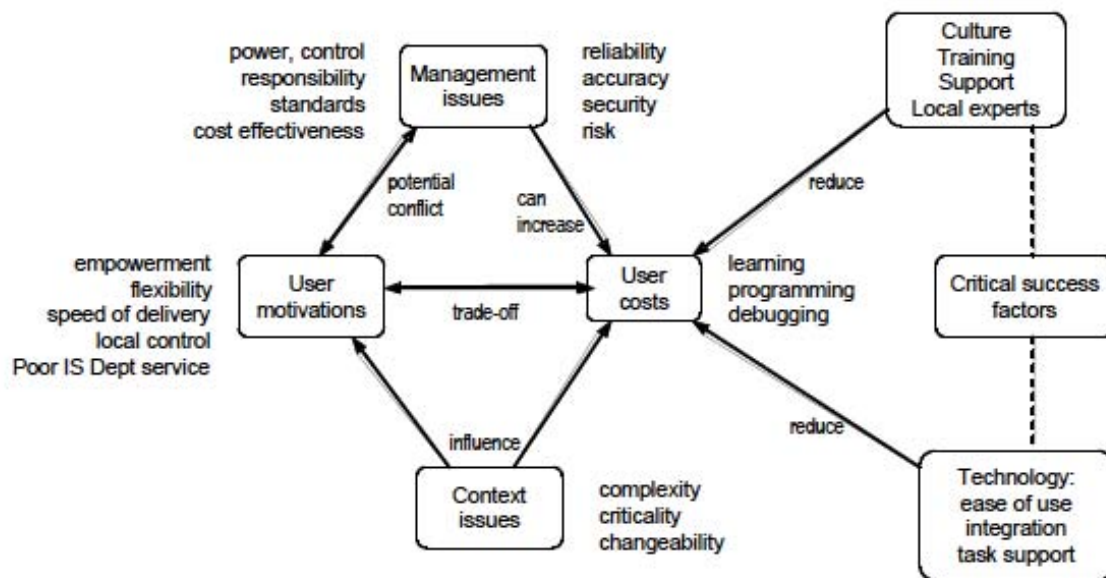 power, control
responsibility
standards
cost effectiveness
Management
issues
reliability
accuracy
security
risk
Culture
Training
Support
Local experts
potential
conflict
can
increase
reduce
empowerment
flexibility
speed of delivery
local control
Poor IS Dept service
User
motivations
trade-off
User
costs
learning
programming
debugging
Critical success
factors
influence
reduce
Context
issues
complexity
criticality
changeability
Technology:
ease of use
integration
task support